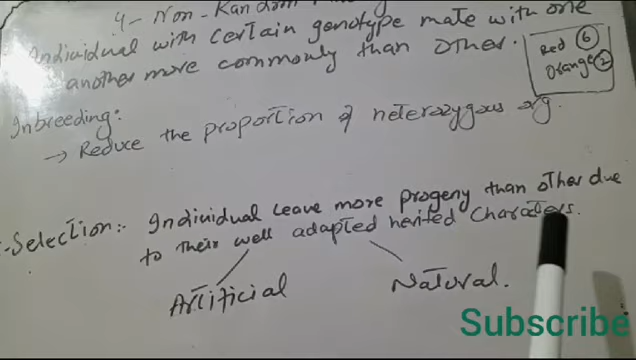 4- Non-Random
Individual with certain genotype mate with one
another more commonly than other.
Red 6
Orange 2
Inbreeding:
→ Reduce the proportion of heterozygous org.
Selection:- Individual leave more progeny than other due
to their well adapted herited characters.
Artificial
Natural.
Subscribe